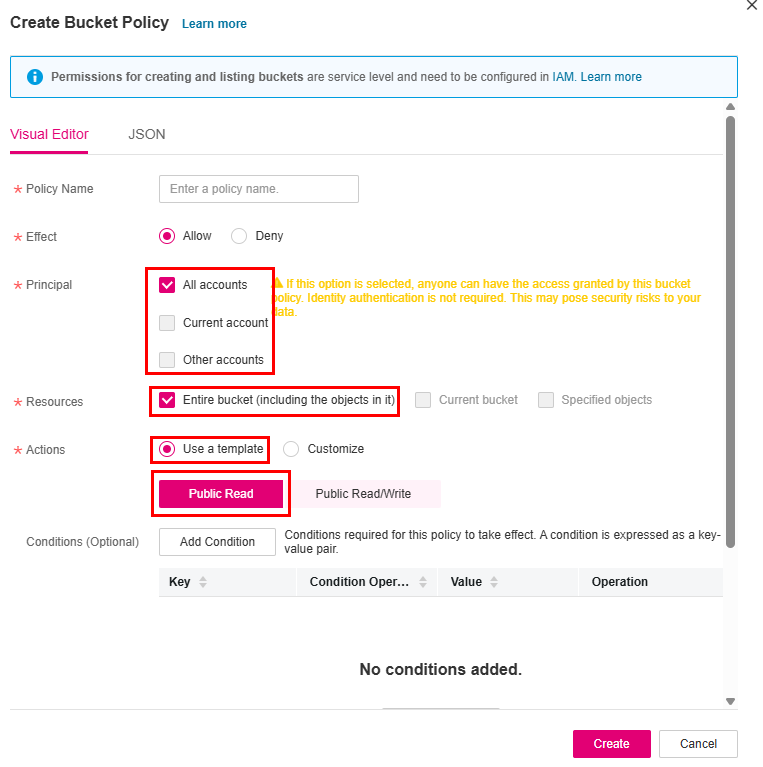 Create Bucket Policy Learn more
Permissions for creating and listing buckets are service level and need to be configured in IAM. Learn more
Visual Editor JSON
* Policy Name Enter a policy name.
* Effect Allow Deny
* Principal All accounts
If this option is selected, anyone can have the access granted by this bucket
policy. Identity authentication is not required. This may pose security risks to your
data.
Current account
Other accounts
* Resources Entire bucket (including the objects in it) Current bucket Specified objects
* Actions Use a template Customize
Public Read Public Read/Write
Conditions (Optional) Add Condition
Conditions required for this policy to take effect. A condition is expressed as a key-
value pair.
Key Condition Oper... Value Operation
No conditions added.
Create Cancel